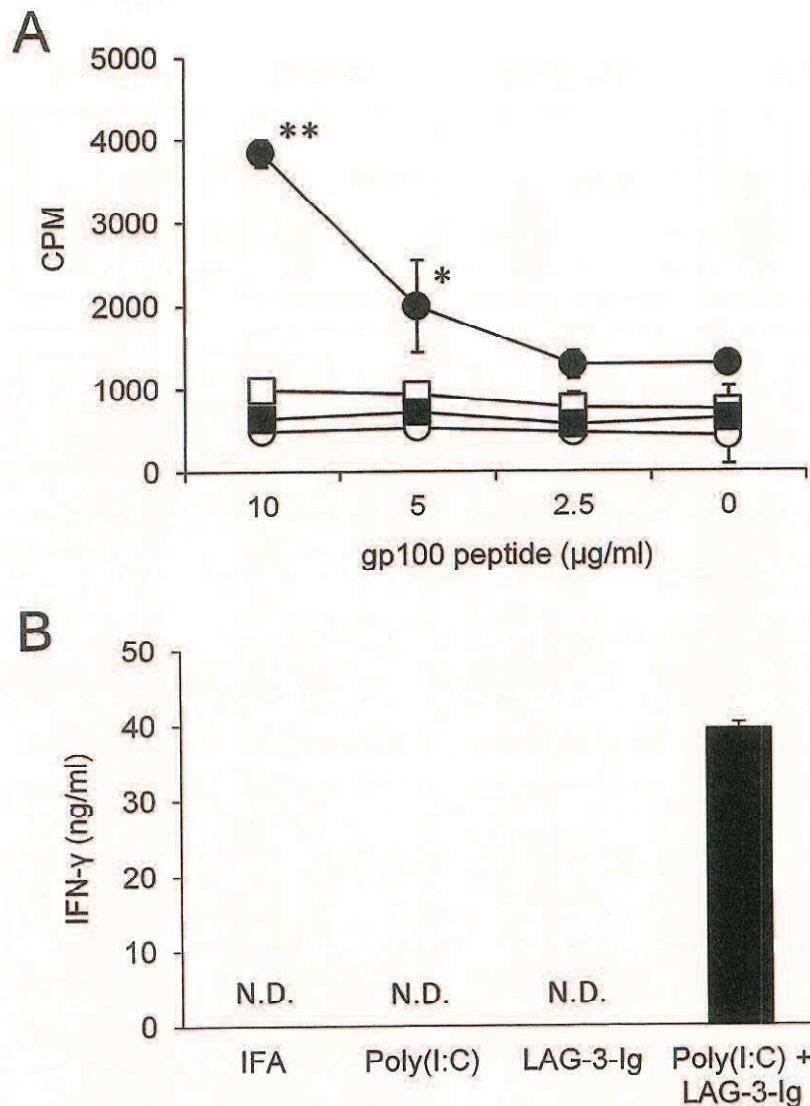 A
5000
4000
3000
2000
1000
0
CPM
**
*
10 5 2.5 0
gp100 peptide (µg/ml)
B
50
40
30
20
10
0
IFN-γ (ng/ml)
N.D. N.D. N.D.
IFA Poly(I:C) LAG-3-Ig Poly(I:C) +
LAG-3-Ig